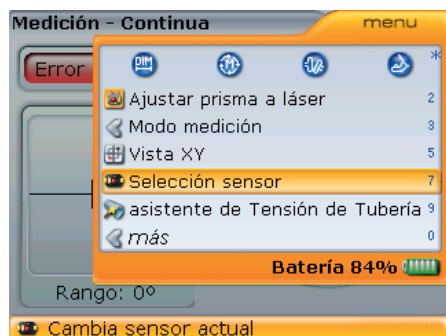 Medición - Continua
menu
Error
DIM
M
*
Ajustar prisma a láser 2
Modo medición 3
Vista XY 5
Selección sensor 7
asistente de Tensión de Tubería 9
más 0
Batería 84%
Rango: 0º
Cambia sensor actual